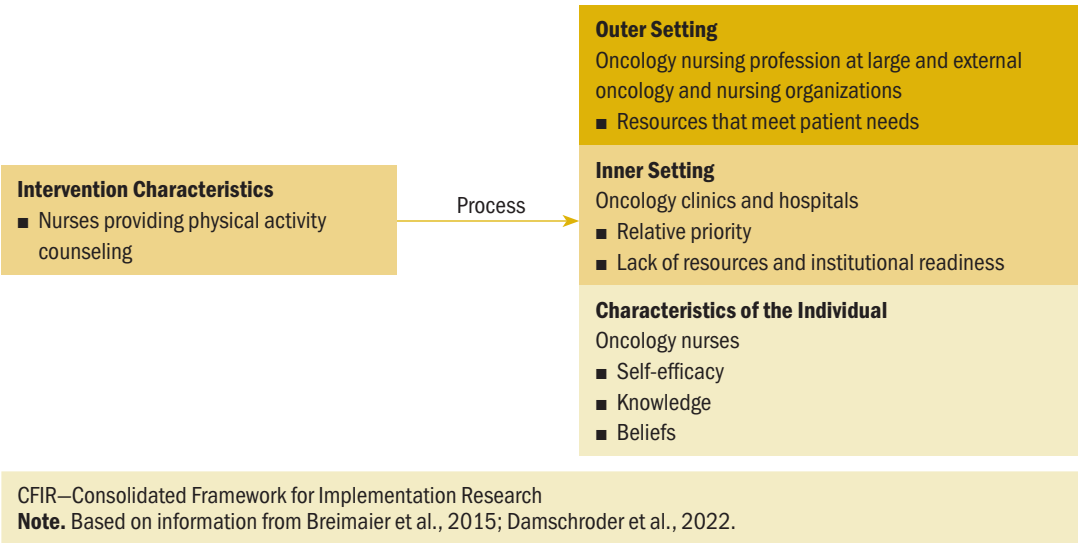 Intervention Characteristics
■ Nurses providing physical activity
counseling
Process
Outer Setting
Oncology nursing profession at large and external
oncology and nursing organizations
■ Resources that meet patient needs
Inner Setting
Oncology clinics and hospitals
■ Relative priority
■ Lack of resources and institutional readiness
Characteristics of the Individual
Oncology nurses
■ Self-efficacy
■ Knowledge
■ Beliefs
CFIR—Consolidated Framework for Implementation Research
Note. Based on information from Breimaier et al., 2015; Damschroder et al., 2022.